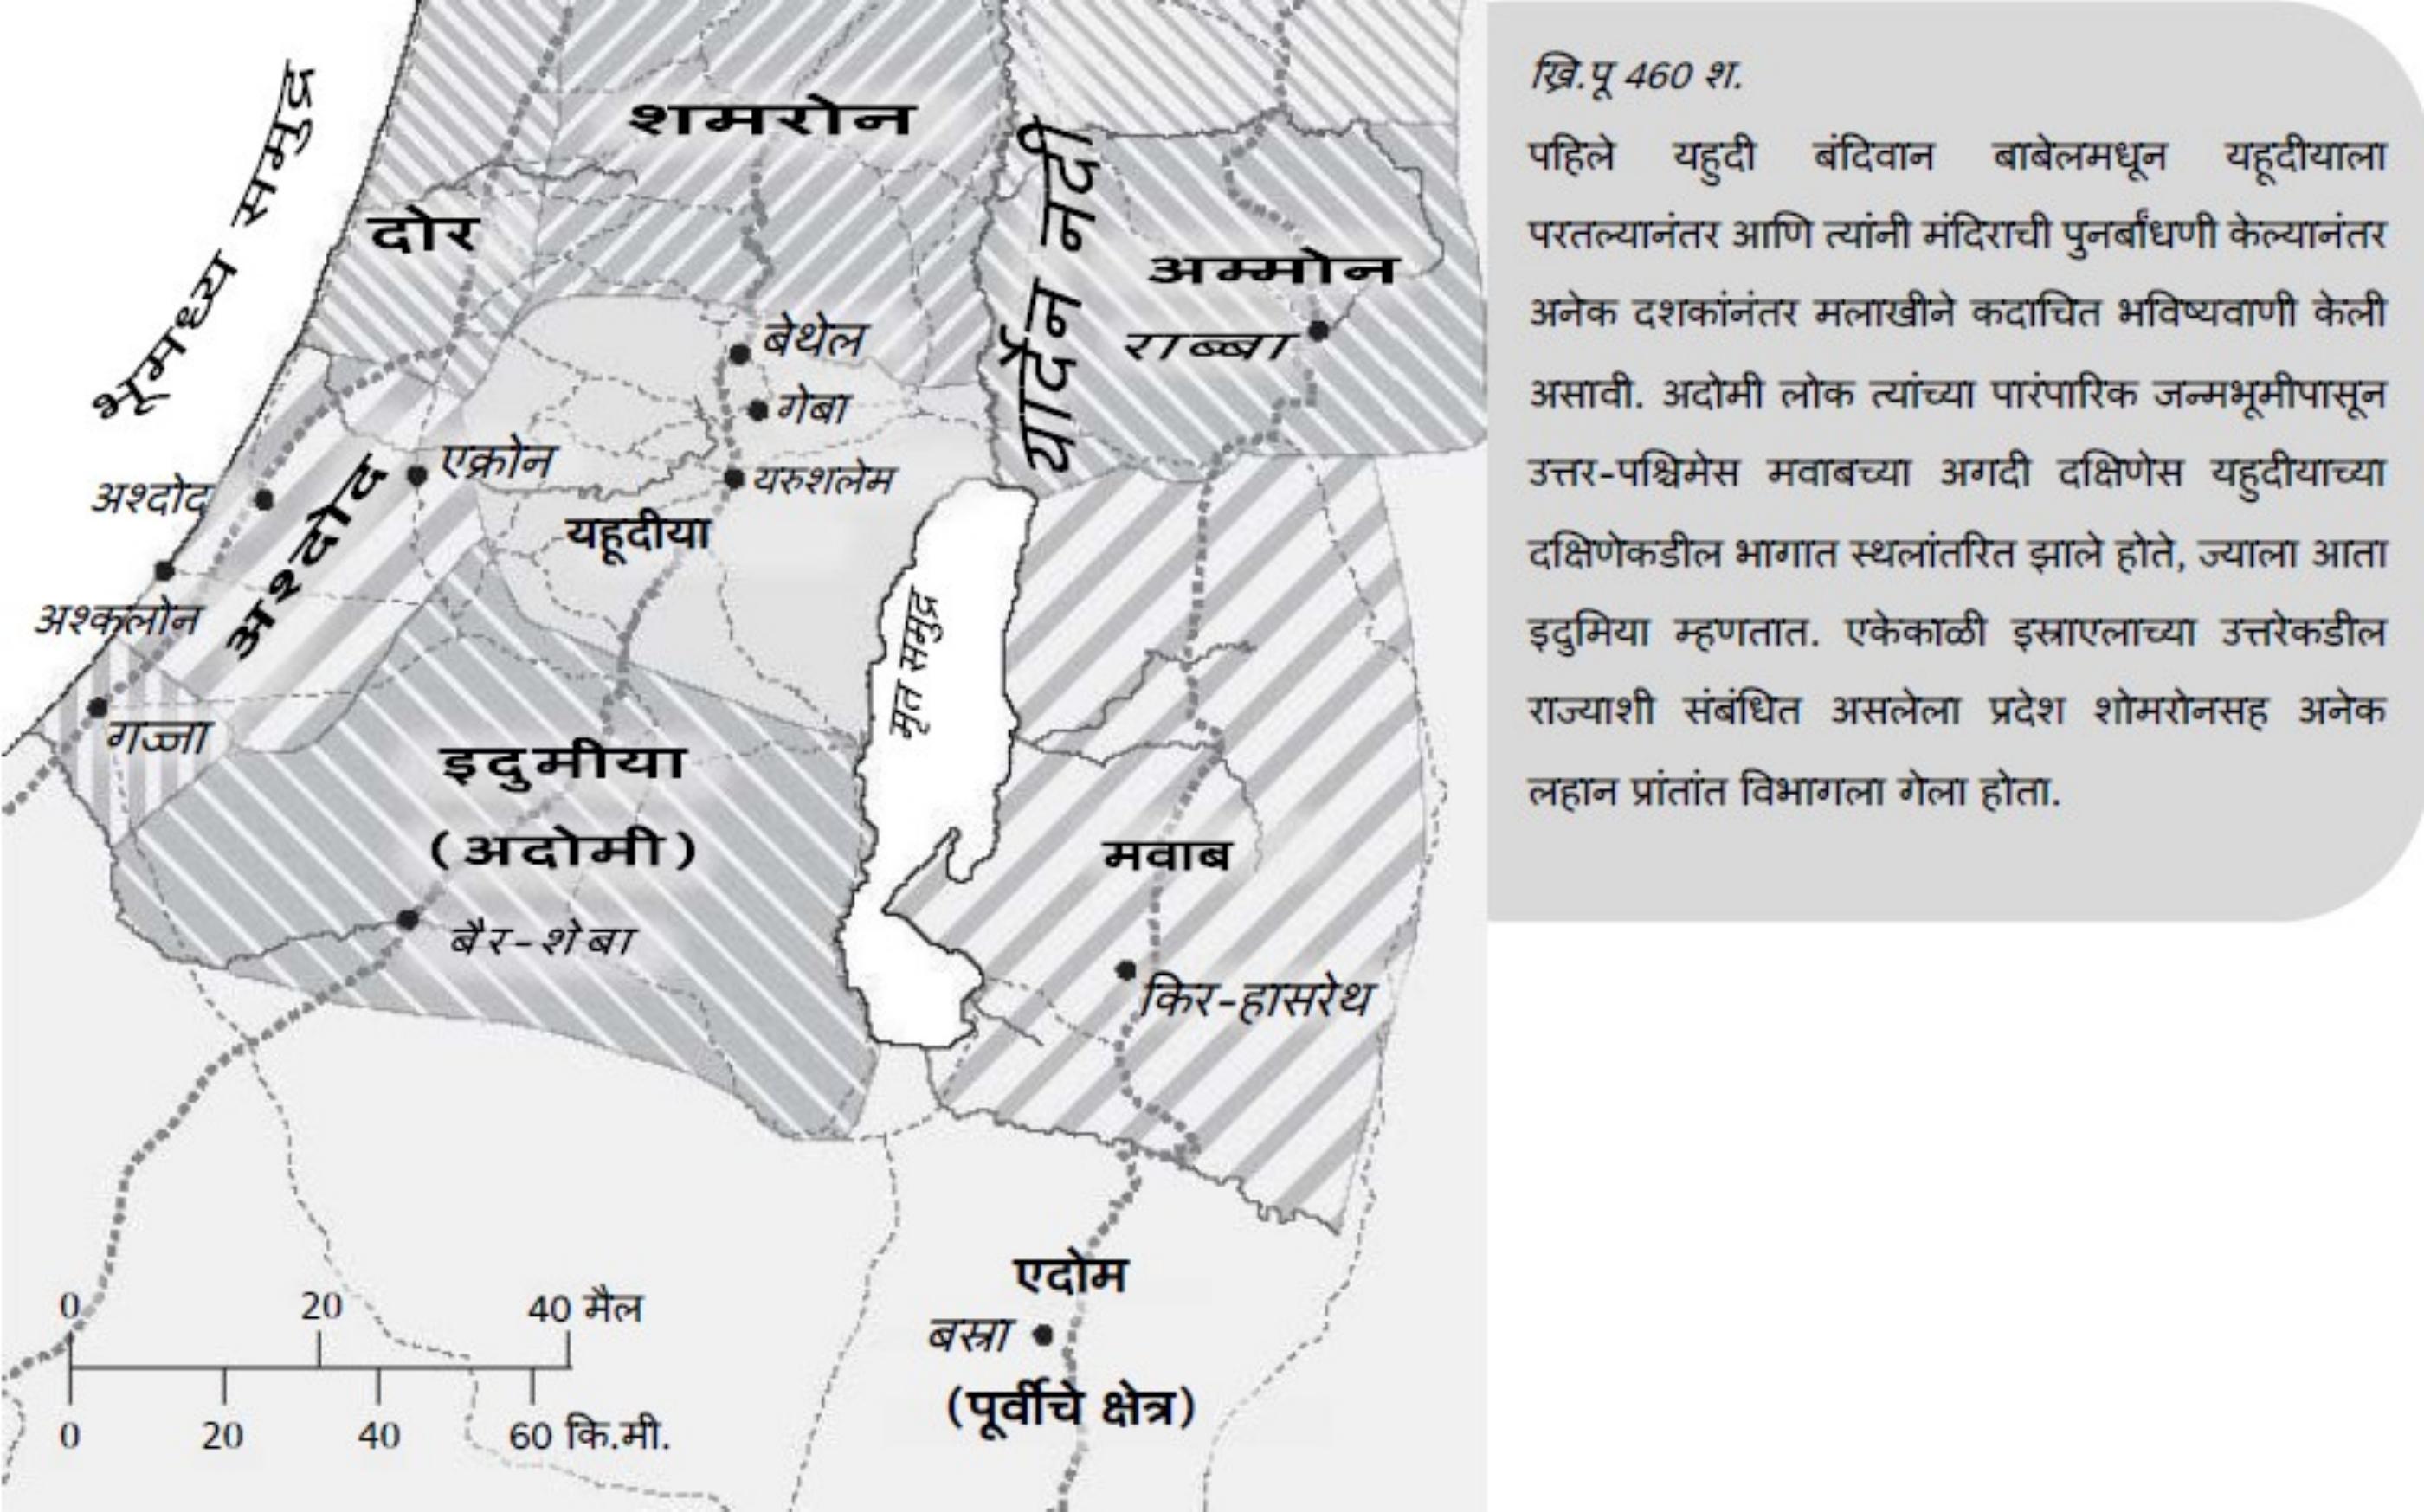 शमरोन
भूमध्य समुद्र
यार्देन नदी
दोर
अम्मोन
राब्बा
बेथेल
गेबा
एक्रोन
यरुशलेम
अश्दोद
अश्दोद
यहूदीया
अश्कलोन
मृत समुद्र
गज्जा
इदुमीया
(अदोमी)
मवाब
बैर-शेबा
किर-हासरेथ
एदोम
बस्रा
(पूर्वीचे क्षेत्र)
0 20 40 मैल
0 20 40 60 कि.मी.
ख्रि.पू 460 श.
पहिले यहुदी बंदिवान बाबेलमधून यहूदीयाला
परतल्यानंतर आणि त्यांनी मंदिराची पुनर्बांधणी केल्यानंतर
अनेक दशकांनंतर मलाखीने कदाचित भविष्यवाणी केली
असावी. अदोमी लोक त्यांच्या पारंपारिक जन्मभूमीपासून
उत्तर-पश्चिमेस मवाबच्या अगदी दक्षिणेस यहुदीयाच्या
दक्षिणेकडील भागात स्थलांतरित झाले होते, ज्याला आता
इदुमिया म्हणतात. एकेकाळी इस्राएलाच्या उत्तरेकडील
राज्याशी संबंधित असलेला प्रदेश शोमरोनसह अनेक
लहान प्रांतांत विभागला गेला होता.